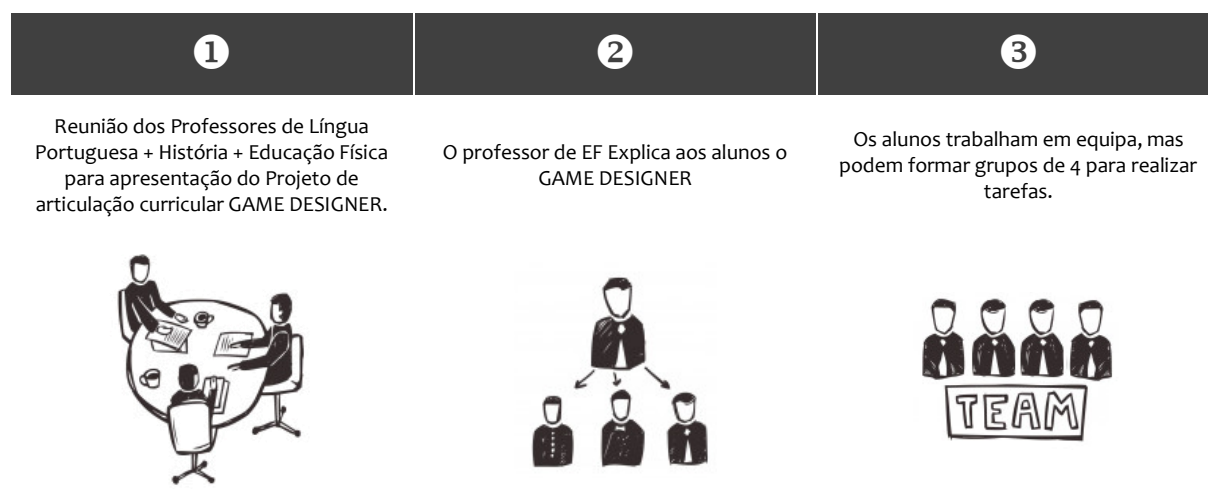 ❶
❷
❸
Reunião dos Professores de Língua
Portuguesa + História + Educação Física
para apresentação do Projeto de
articulação curricular GAME DESIGNER.
O professor de EF Explica aos alunos o
GAME DESIGNER
Os alunos trabalham em equipa, mas
podem formar grupos de 4 para realizar
tarefas.
TEAM